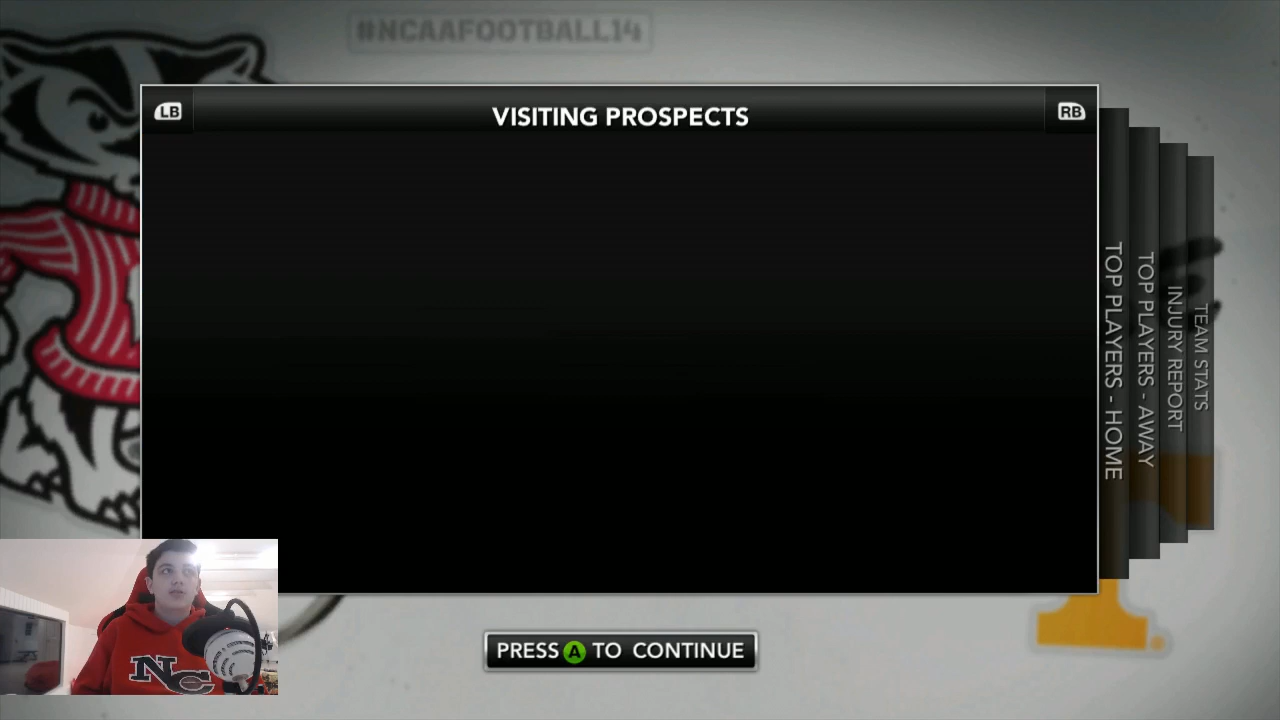 #NCAAFOOTBALL14
LB
VISITING PROSPECTS
RB
TOP PLAYERS - HOME
TOP PLAYERS - AWAY
INJURY REPORT
TEAM STATS
PRESS A TO CONTINUE
NC